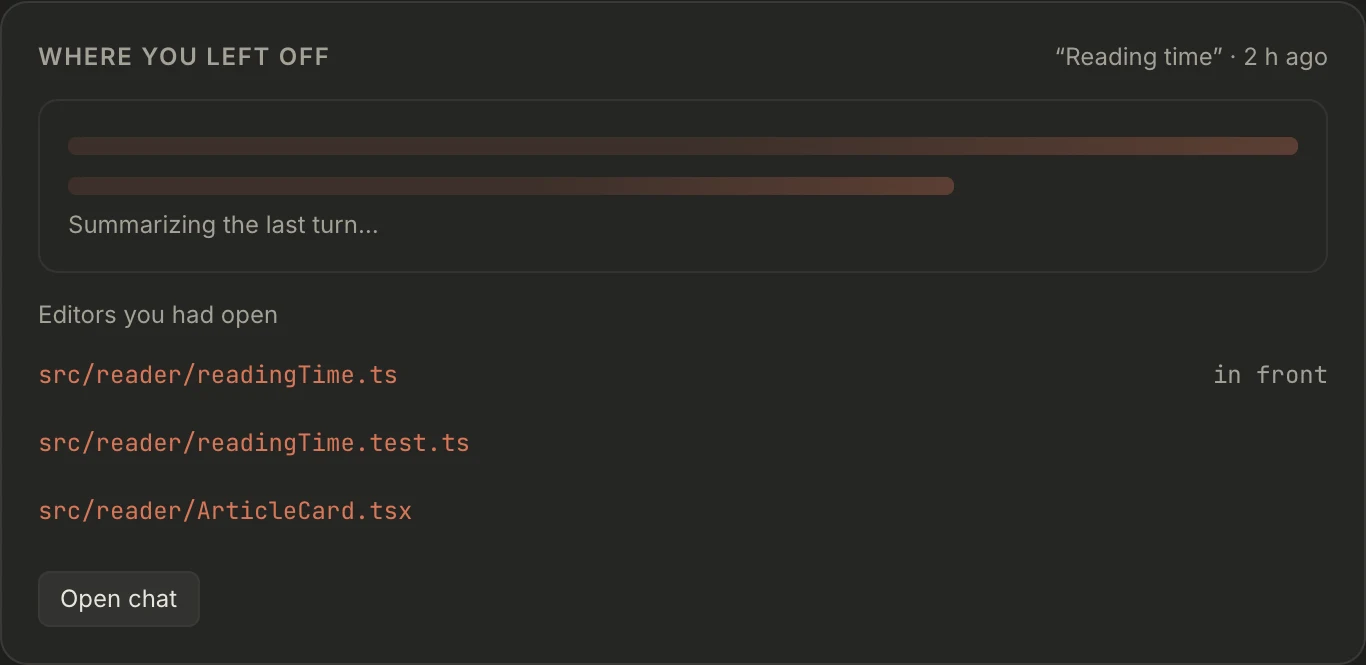 WHERE YOU LEFT OFF
“Reading time” · 2 h ago
Summarizing the last turn...
Editors you had open
src/reader/readingTime.ts
in front
src/reader/readingTime.test.ts
src/reader/ArticleCard.tsx
Open chat